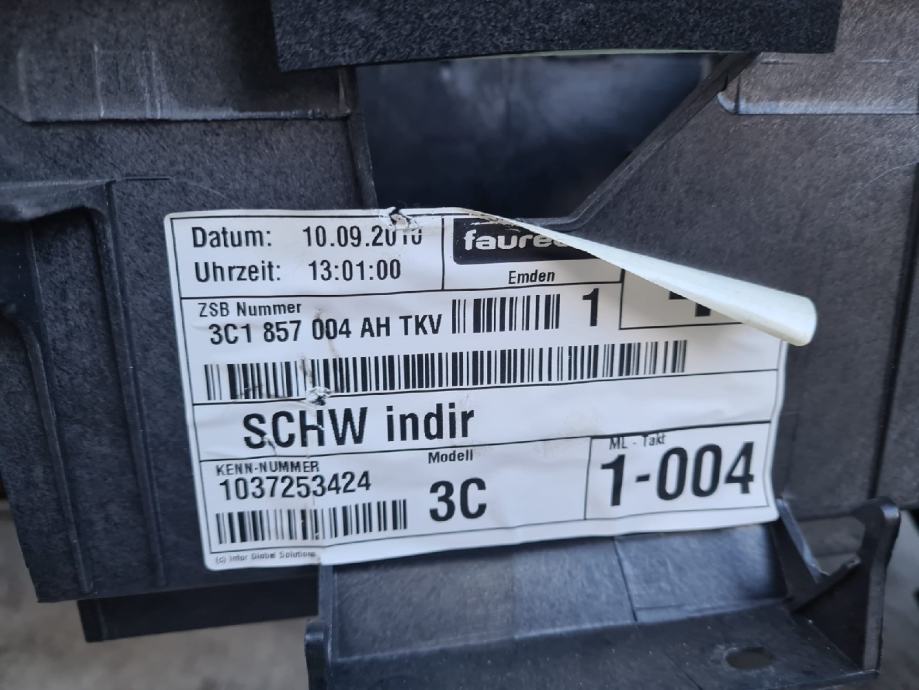 Datum: 10.09.2010
Uhrzeit: 13:01:00
Emden
ZSB Nummer
3C1 857 004 AH TKV
1
SCHW indir
KENN-NUMMER
1037253424
Modell
3C
ML - Takt
1-004
(c) Infor Global Solutions